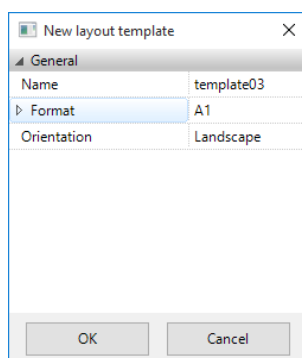 New layout template
General
Name template03
Format A1
Orientation Landscape
OK Cancel